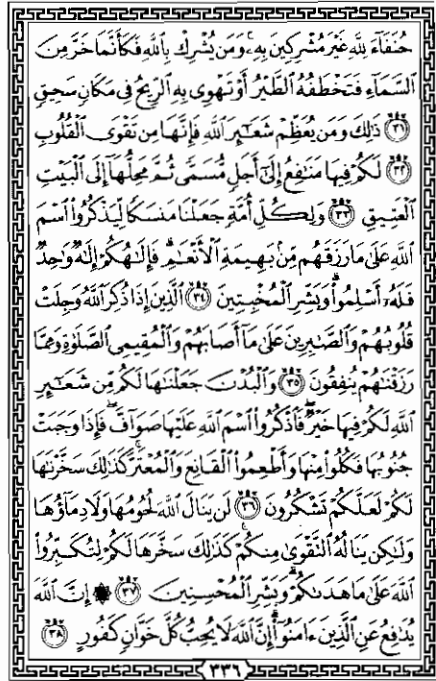 حُنَفَآءَ لِلَّهِ غَيْرَ مُشْرِكِينَ بِهِۦ ۚ وَمَن يُشْرِكْ بِٱللَّهِ فَكَأَنَّمَا خَرَّ مِنَ
ٱلسَّمَآءِ فَتَخْطَفُهُ ٱلطَّيْرُ أَوْ تَهْوِى بِهِ ٱلرِّيحُ فِى مَكَانٍ سَحِيقٍ
﴿٣١﴾ ذَٰلِكَ وَمَن يُعَظِّمْ شَعَٰٓئِرَ ٱللَّهِ فَإِنَّهَا مِن تَقْوَى ٱلْقُلُوبِ
﴿٣٢﴾ لَكُمْ فِيهَا مَنَٰفِعُ إِلَىٰٓ أَجَلٍ مُّسَمًّى ثُمَّ مَحِلُّهَآ إِلَى ٱلْبَيْتِ
ٱلْعَتِيقِ ﴿٣٣﴾ وَلِكُلِّ أُمَّةٍ جَعَلْنَا مَنسَكًا لِّيَذْكُرُوا۟ ٱسْمَ
ٱللَّهِ عَلَىٰ مَا رَزَقَهُم مِّنۢ بَهِيمَةِ ٱلْأَنْعَٰمِ ۗ فَإِلَٰهُكُمْ إِلَٰهٌ وَٰحِدٌ
فَلَهُۥٓ أَسْلِمُوا۟ ۗ وَبَشِّرِ ٱلْمُخْبِتِينَ ﴿٣٤﴾ ٱلَّذِينَ إِذَا ذُكِرَ ٱللَّهُ وَجِلَتْ
قُلُوبُهُمْ وَٱلصَّٰبِرِينَ عَلَىٰ مَآ أَصَابَهُمْ وَٱلْمُقِيمِى ٱلصَّلَوٰةِ وَمِمَّا
رَزَقْنَٰهُمْ يُنفِقُونَ ﴿٣٥﴾ وَٱلْبُدْنَ جَعَلْنَٰهَا لَكُم مِّن شَعَٰٓئِرِ
ٱللَّهِ لَكُمْ فِيهَا خَيْرٌ ۖ فَٱذْكُرُوا۟ ٱسْمَ ٱللَّهِ عَلَيْهَا صَوَآفَّ ۖ فَإِذَا وَجَبَتْ
جُنُوبُهَا فَكُلُوا۟ مِنْهَا وَأَطْعِمُوا۟ ٱلْقَانِعَ وَٱلْمُعْتَرَّ ۚ كَذَٰلِكَ سَخَّرْنَٰهَا
لَكُمْ لَعَلَّكُمْ تَشْكُرُونَ ﴿٣٦﴾ لَن يَنَالَ ٱللَّهَ لُحُومُهَا وَلَا دِمَآؤُهَا
وَلَٰكِن يَنَالُهُ ٱلتَّقْوَىٰ مِنكُمْ ۚ كَذَٰلِكَ سَخَّرَهَا لَكُمْ لِتُكَبِّرُوا۟
ٱللَّهَ عَلَىٰ مَا هَدَىٰكُمْ ۗ وَبَشِّرِ ٱلْمُحْسِنِينَ ﴿٣٧﴾ ۞ إِنَّ ٱللَّهَ
يُدَٰفِعُ عَنِ ٱلَّذِينَ ءَامَنُوٓا۟ ۗ إِنَّ ٱللَّهَ لَا يُحِبُّ كُلَّ خَوَّانٍ كَفُورٍ ﴿٣٨﴾
٣٣٦